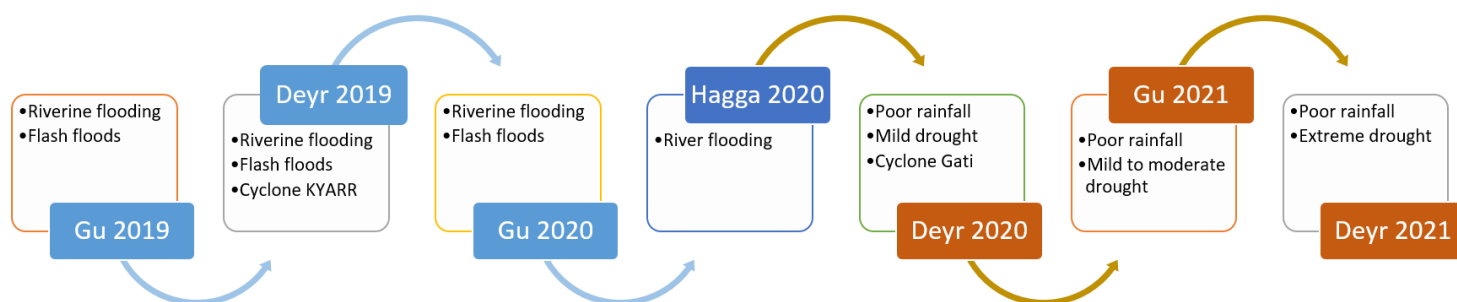 •Riverine flooding
•Flash floods
Gu 2019
Deyr 2019
•Riverine flooding
•Flash floods
•Cyclone KYARR
•Riverine flooding
•Flash floods
Gu 2020
Hagga 2020
•River flooding
•Poor rainfall
•Mild drought
•Cyclone Gati
Deyr 2020
Gu 2021
•Poor rainfall
•Mild to moderate
drought
•Poor rainfall
•Extreme drought
Deyr 2021